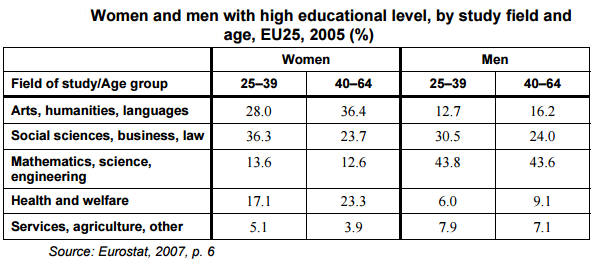 Women and men with high educational level, by study field and
age, EU25, 2005 (%)
Women Men
Field of study/Age group 25–39 40–64 25–39 40–64
Arts, humanities, languages 28.0 36.4 12.7 16.2
Social sciences, business, law 36.3 23.7 30.5 24.0
Mathematics, science,
engineering 13.6 12.6 43.8 43.6
Health and welfare 17.1 23.3 6.0 9.1
Services, agriculture, other 5.1 3.9 7.9 7.1
Source: Eurostat, 2007, p. 6